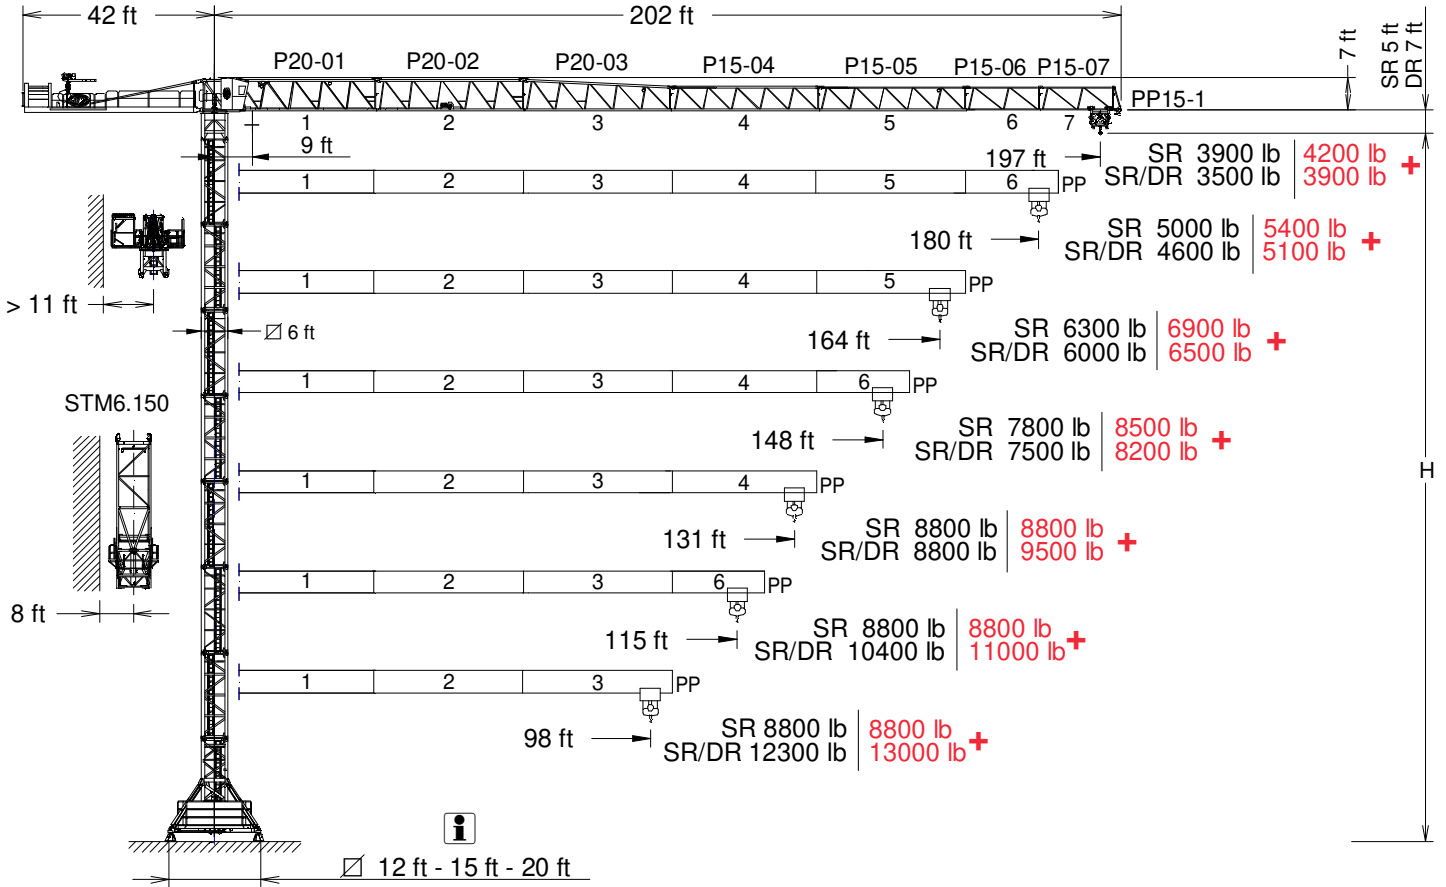 42 ft
202 ft
7 ft
SR 5 ft
DR 7 ft
P20-01 P20-02 P20-03 P15-04 P15-05 P15-06 P15-07
PP15-1
1 2 3 4 5 6 7
9 ft
197 ft
SR 3900 lb 4200 lb
SR/DR 3500 lb 3900 lb +
1 2 3 4 5 6 PP
180 ft
SR 5000 lb 5400 lb
SR/DR 4600 lb 5100 lb +
1 2 3 4 5 PP
> 11 ft
6 ft
164 ft
SR 6300 lb 6900 lb
SR/DR 6000 lb 6500 lb +
1 2 3 4 6 PP
STM6.150
148 ft
SR 7800 lb 8500 lb
SR/DR 7500 lb 8200 lb +
H
1 2 3 4 PP
131 ft
SR 8800 lb 8800 lb
SR/DR 8800 lb 9500 lb +
1 2 3 6 PP
8 ft
115 ft
SR 8800 lb 8800 lb
SR/DR 10400 lb 11000 lb +
1 2 3 PP
98 ft
SR 8800 lb 8800 lb
SR/DR 12300 lb 13000 lb +
i
12 ft - 15 ft - 20 ft